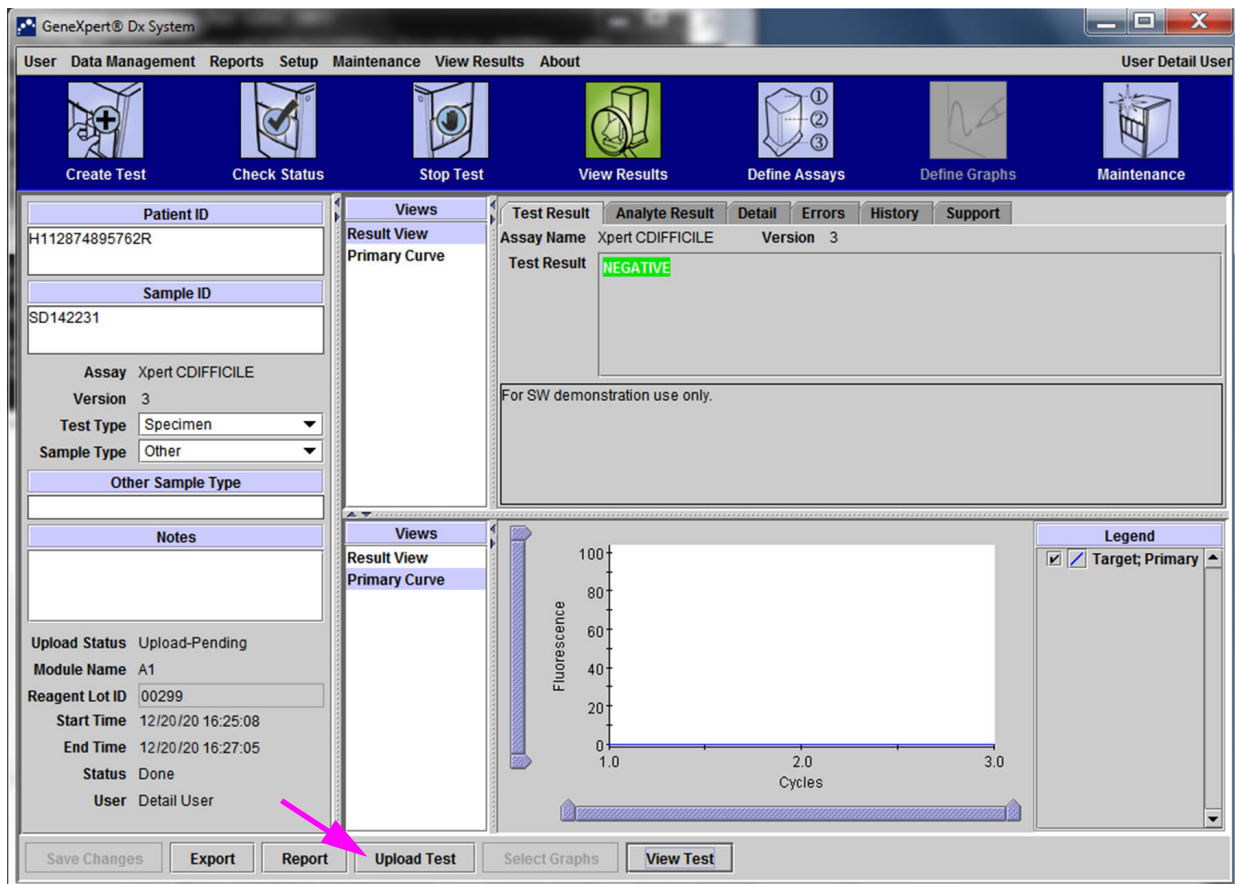 GeneXpert® Dx System
User Data Management Reports Setup Maintenance View Results About User Detail User
Create Test Check Status Stop Test View Results Define Assays Define Graphs Maintenance
① ② ③
Patient ID
H112874895762R
Sample ID
SD142231
Assay Xpert CDIFFICILE
Version 3
Test Type Specimen
Sample Type Other
Other Sample Type
Notes
Upload Status Upload-Pending
Module Name A1
Reagent Lot ID 00299
Start Time 12/20/20 16:25:08
End Time 12/20/20 16:27:05
Status Done
User Detail User
Views
Result View
Primary Curve
Test Result Analyte Result Detail Errors History Support
Assay Name Xpert CDIFFICILE Version 3
Test Result NEGATIVE
For SW demonstration use only.
Views
Result View
Primary Curve
Fluorescence
100
80
60
40
20
0
1.0 2.0 3.0
Cycles
Legend
Target; Primary
Save Changes Export Report Upload Test Select Graphs View Test